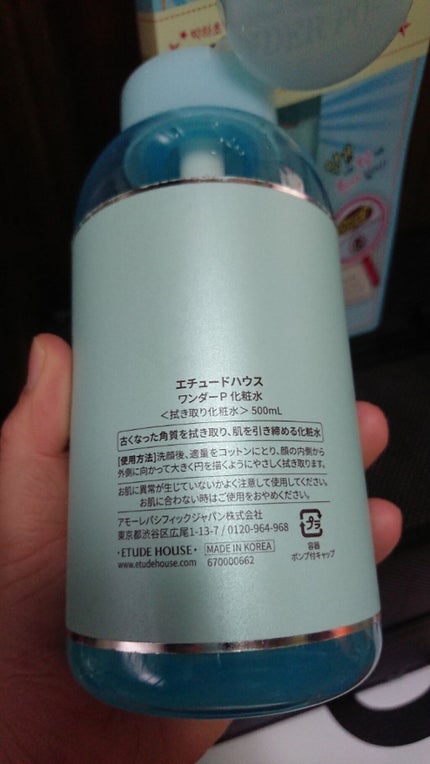 エチュードハウス
ワンダーP 化粧水
＜拭き取り化粧水＞ 500mL
古くなった角質を拭き取り、肌を引き締める化粧水
[使用方法]洗顔後、適量をコットンにとり、顔の内側から
外側に向かって大きく円を描くようにやさしく拭き取ります。
お肌に異常が生じていないかよく注意して使用してください。
お肌に合わない時はご使用をおやめください。
アモーレパシフィックジャパン株式会社
東京都渋谷区広尾1-13-7 / 0120-964-968
・ETUDE HOUSE・ MADE IN KOREA
www.etudehouse.com 670000662
プラ
容器
ポンプ付キャップ